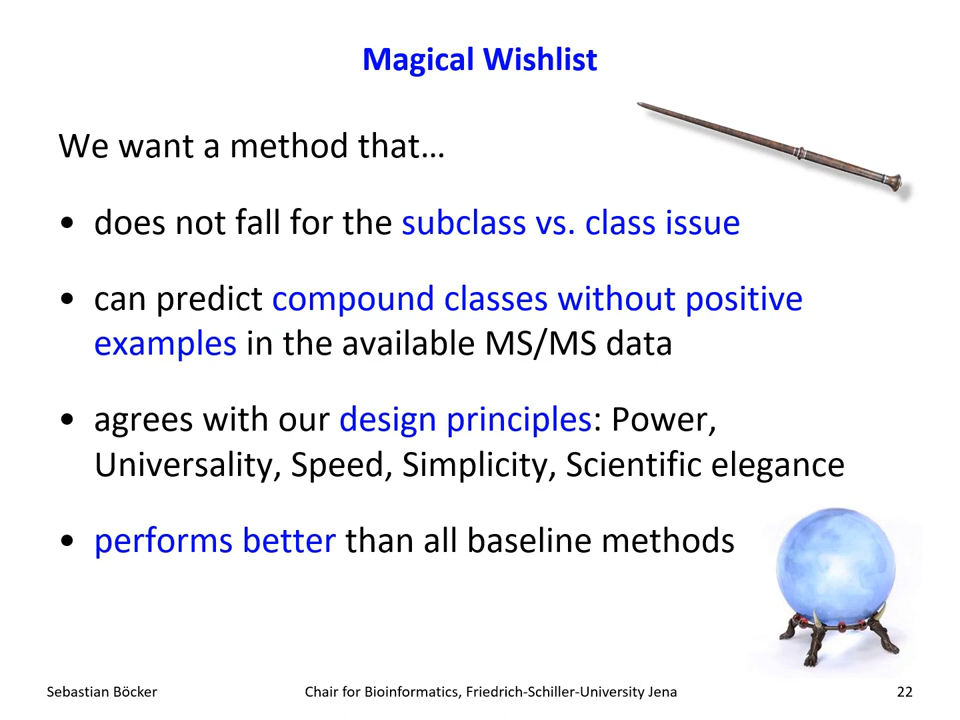 Magical Wishlist
We want a method that…
• does not fall for the subclass vs. class issue
• can predict compound classes without positive
examples in the available MS/MS data
• agrees with our design principles: Power,
Universality, Speed, Simplicity, Scientific elegance
• performs better than all baseline methods
Sebastian Böcker Chair for Bioinformatics, Friedrich-Schiller-University Jena 22